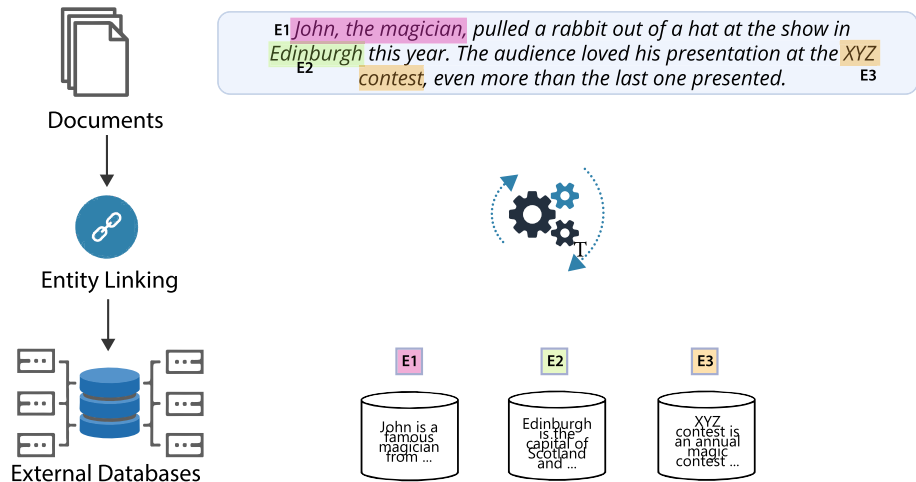 E1 John, the magician, pulled a rabbit out of a hat at the show in
Edinburgh this year. The audience loved his presentation at the XYZ
E2
contest, even more than the last one presented.
E3
Documents
T
Entity Linking
E1
E2
E3
John is a
famous
magician
from ...
Edinburgh
is the
capital of
Scotland
and ...
XYZ
contest is
an annual
magic
contest ...
External Databases